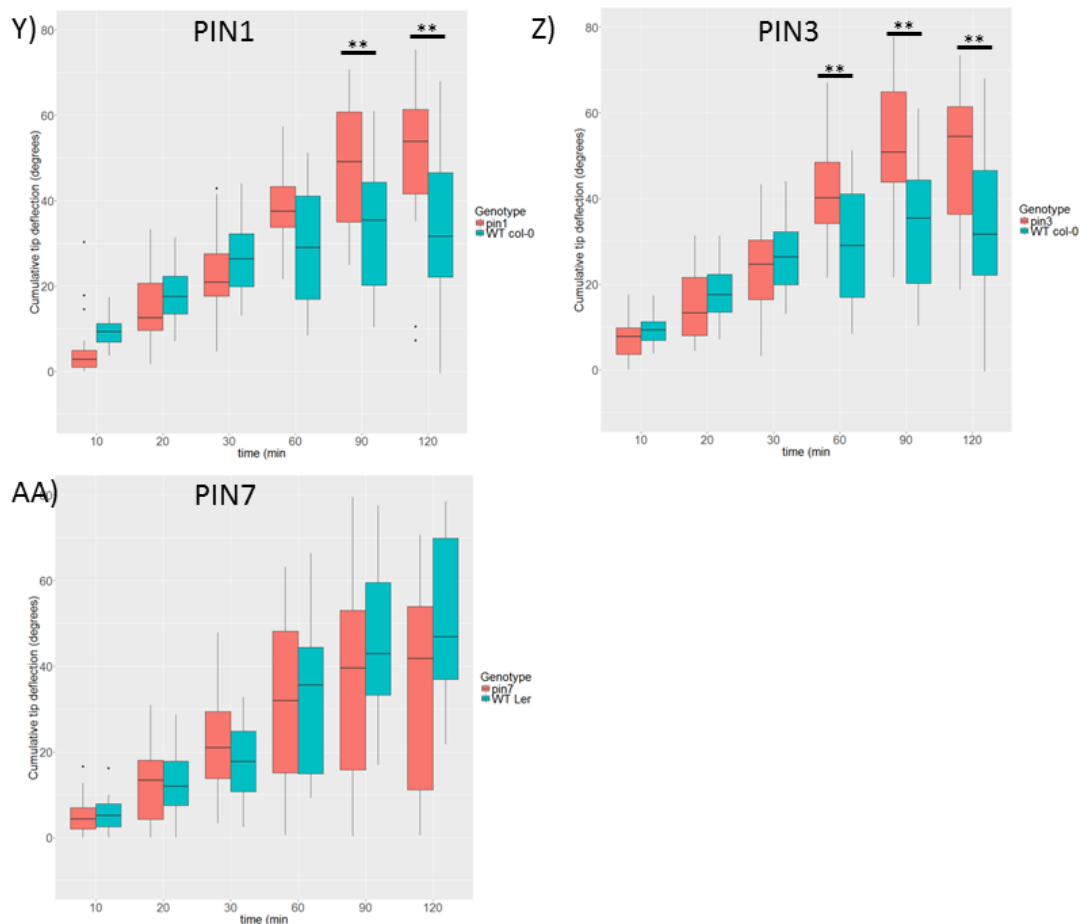 Y)
PIN1
**
**
80
60
40
20
0
Cumulative tip deflection (degrees)
10
20
30
60
90
120
time (min
Genotype
pin1
WT col-0
Z)
PIN3
**
**
**
80
60
40
20
0
Cumulative tip deflection (degrees)
10
20
30
60
90
120
time (min
Genotype
pin3
WT col-0
AA)
PIN7
80
60
40
20
0
Cumulative tip deflection (degrees)
10
20
30
60
90
120
time (min
Genotype
pin7
WT Ler